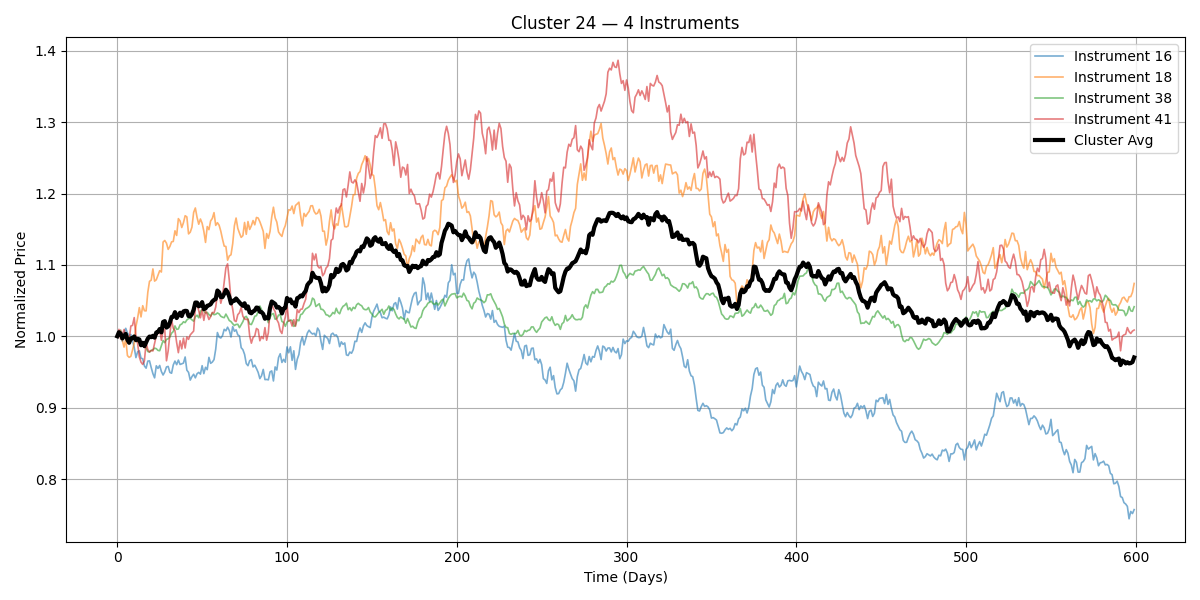 Cluster 24 — 4 Instruments
Normalized Price
1.4
1.3
1.2
1.1
1.0
0.9
0.8
Instrument 16
Instrument 18
Instrument 38
Instrument 41
Cluster Avg
0
100
200
300
400
500
600
Time (Days)